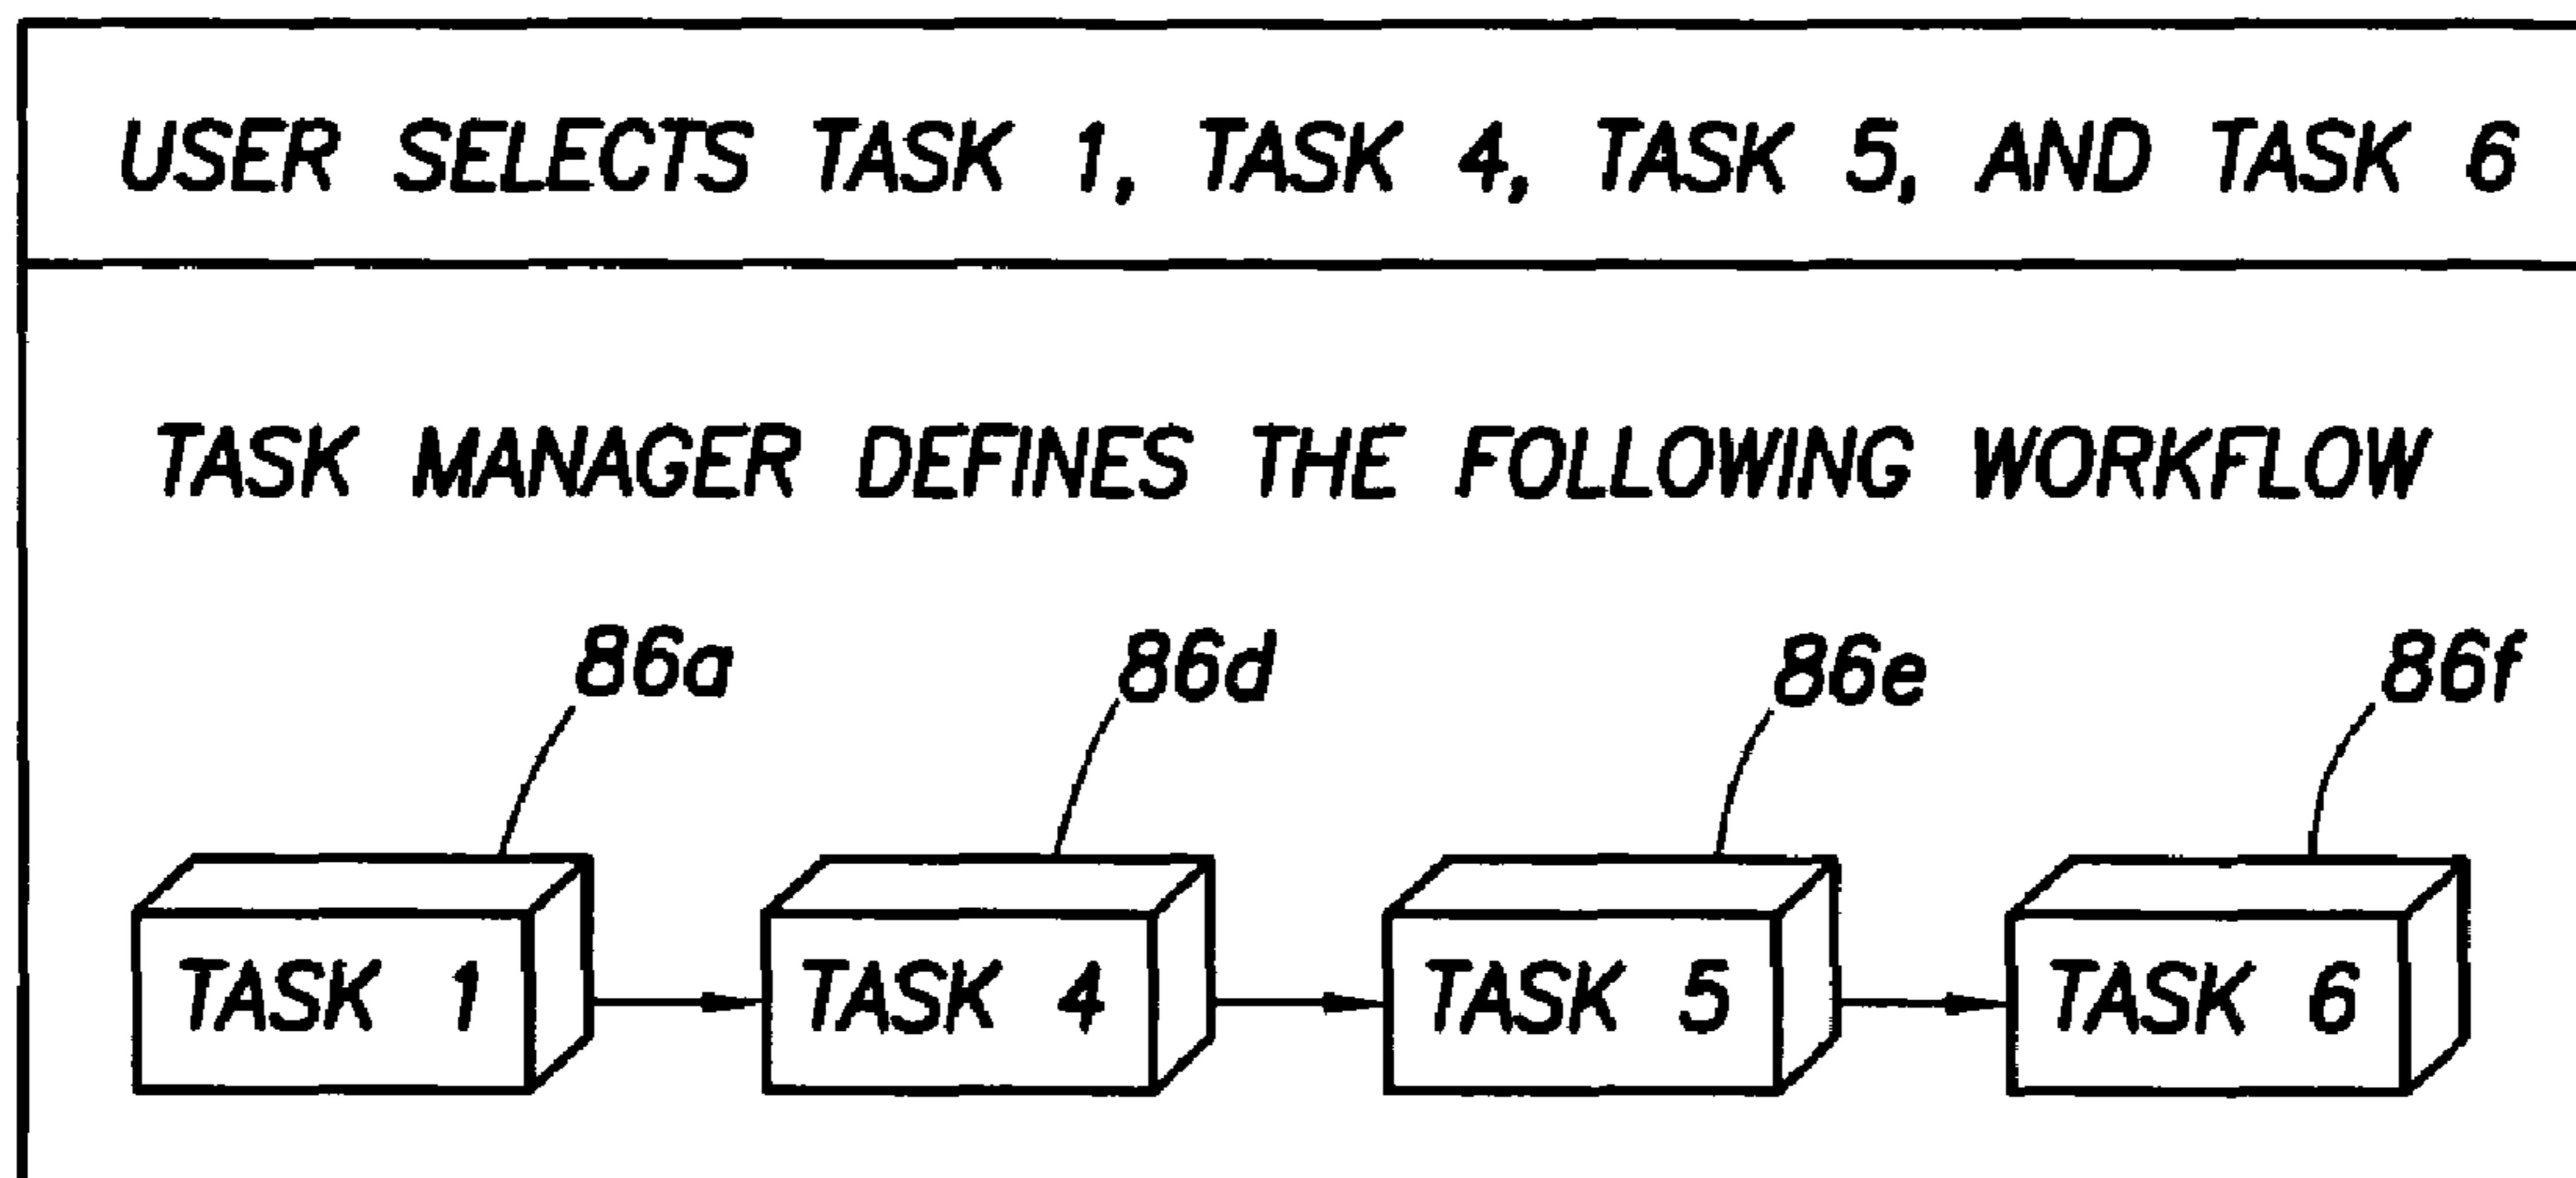 USER SELECTS TASK 1, TASK 4, TASK 5, AND TASK 6
TASK MANAGER DEFINES THE FOLLOWING WORKFLOW
86a 86d 86e 86f
TASK 1 TASK 4 TASK 5 TASK 6